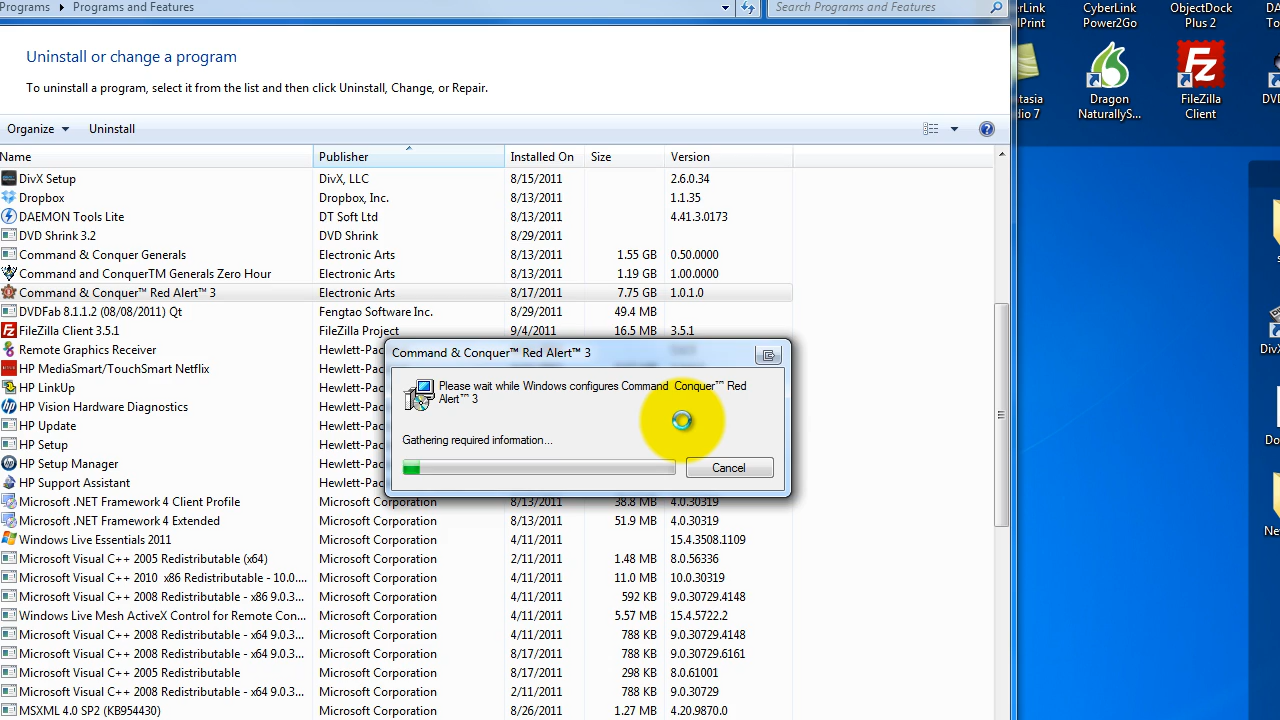 Programs ▸ Programs and Features
Search Programs and Features
Uninstall or change a program
To uninstall a program, select it from the list and then click Uninstall, Change, or Repair.
Organize Uninstall
Name Publisher Installed On Size Version
DivX Setup DivX, LLC 8/15/2011 2.6.0.34
Dropbox Dropbox, Inc. 8/13/2011 1.1.35
DAEMON Tools Lite DT Soft Ltd 8/13/2011 4.41.3.0173
DVD Shrink 3.2 DVD Shrink 8/29/2011
Command & Conquer Generals Electronic Arts 8/13/2011 1.55 GB 0.50.0000
Command and ConquerTM Generals Zero Hour Electronic Arts 8/13/2011 1.19 GB 1.00.0000
Command & Conquer™ Red Alert™ 3 Electronic Arts 8/17/2011 7.75 GB 1.0.1.0
DVDFab 8.1.1.2 (08/08/2011) Qt Fengtao Software Inc. 8/29/2011 49.4 MB
FileZilla Client 3.5.1 FileZilla Project 9/4/2011 16.5 MB 3.5.1
Remote Graphics Receiver Hewlett-Pac
HP MediaSmart/TouchSmart Netflix Hewlett-Pac
HP LinkUp Hewlett-Pac
HP Vision Hardware Diagnostics Hewlett-Pac
HP Update Hewlett-Pac
HP Setup Hewlett-Pac
HP Setup Manager Hewlett-Pac
HP Support Assistant Hewlett-Pac
Microsoft .NET Framework 4 Client Profile Microsoft Corporation 8/13/2011 38.8 MB 4.0.30319
Microsoft .NET Framework 4 Extended Microsoft Corporation 8/13/2011 51.9 MB 4.0.30319
Windows Live Essentials 2011 Microsoft Corporation 4/11/2011 15.4.3508.1109
Microsoft Visual C++ 2005 Redistributable (x64) Microsoft Corporation 2/11/2011 1.48 MB 8.0.56336
Microsoft Visual C++ 2010 x86 Redistributable - 10.0.... Microsoft Corporation 4/11/2011 11.0 MB 10.0.30319
Microsoft Visual C++ 2008 Redistributable - x86 9.0.3... Microsoft Corporation 4/11/2011 592 KB 9.0.30729.4148
Windows Live Mesh ActiveX Control for Remote Con... Microsoft Corporation 4/11/2011 5.57 MB 15.4.5722.2
Microsoft Visual C++ 2008 Redistributable - x64 9.0.3... Microsoft Corporation 4/11/2011 788 KB 9.0.30729.4148
Microsoft Visual C++ 2008 Redistributable - x64 9.0.3... Microsoft Corporation 8/17/2011 788 KB 9.0.30729.6161
Microsoft Visual C++ 2005 Redistributable Microsoft Corporation 8/17/2011 298 KB 8.0.61001
Microsoft Visual C++ 2008 Redistributable - x64 9.0.3... Microsoft Corporation 2/11/2011 788 KB 9.0.30729
MSXML 4.0 SP2 (KB954430) Microsoft Corporation 8/26/2011 1.27 MB 4.20.9870.0
Command & Conquer™ Red Alert™ 3
Please wait while Windows configures Command Conquer™ Red
Alert™ 3
Gathering required information...
Cancel
CyberLink
Power2Go
ObjectDock
Plus 2
Dragon
NaturallyS...
FileZilla
Client